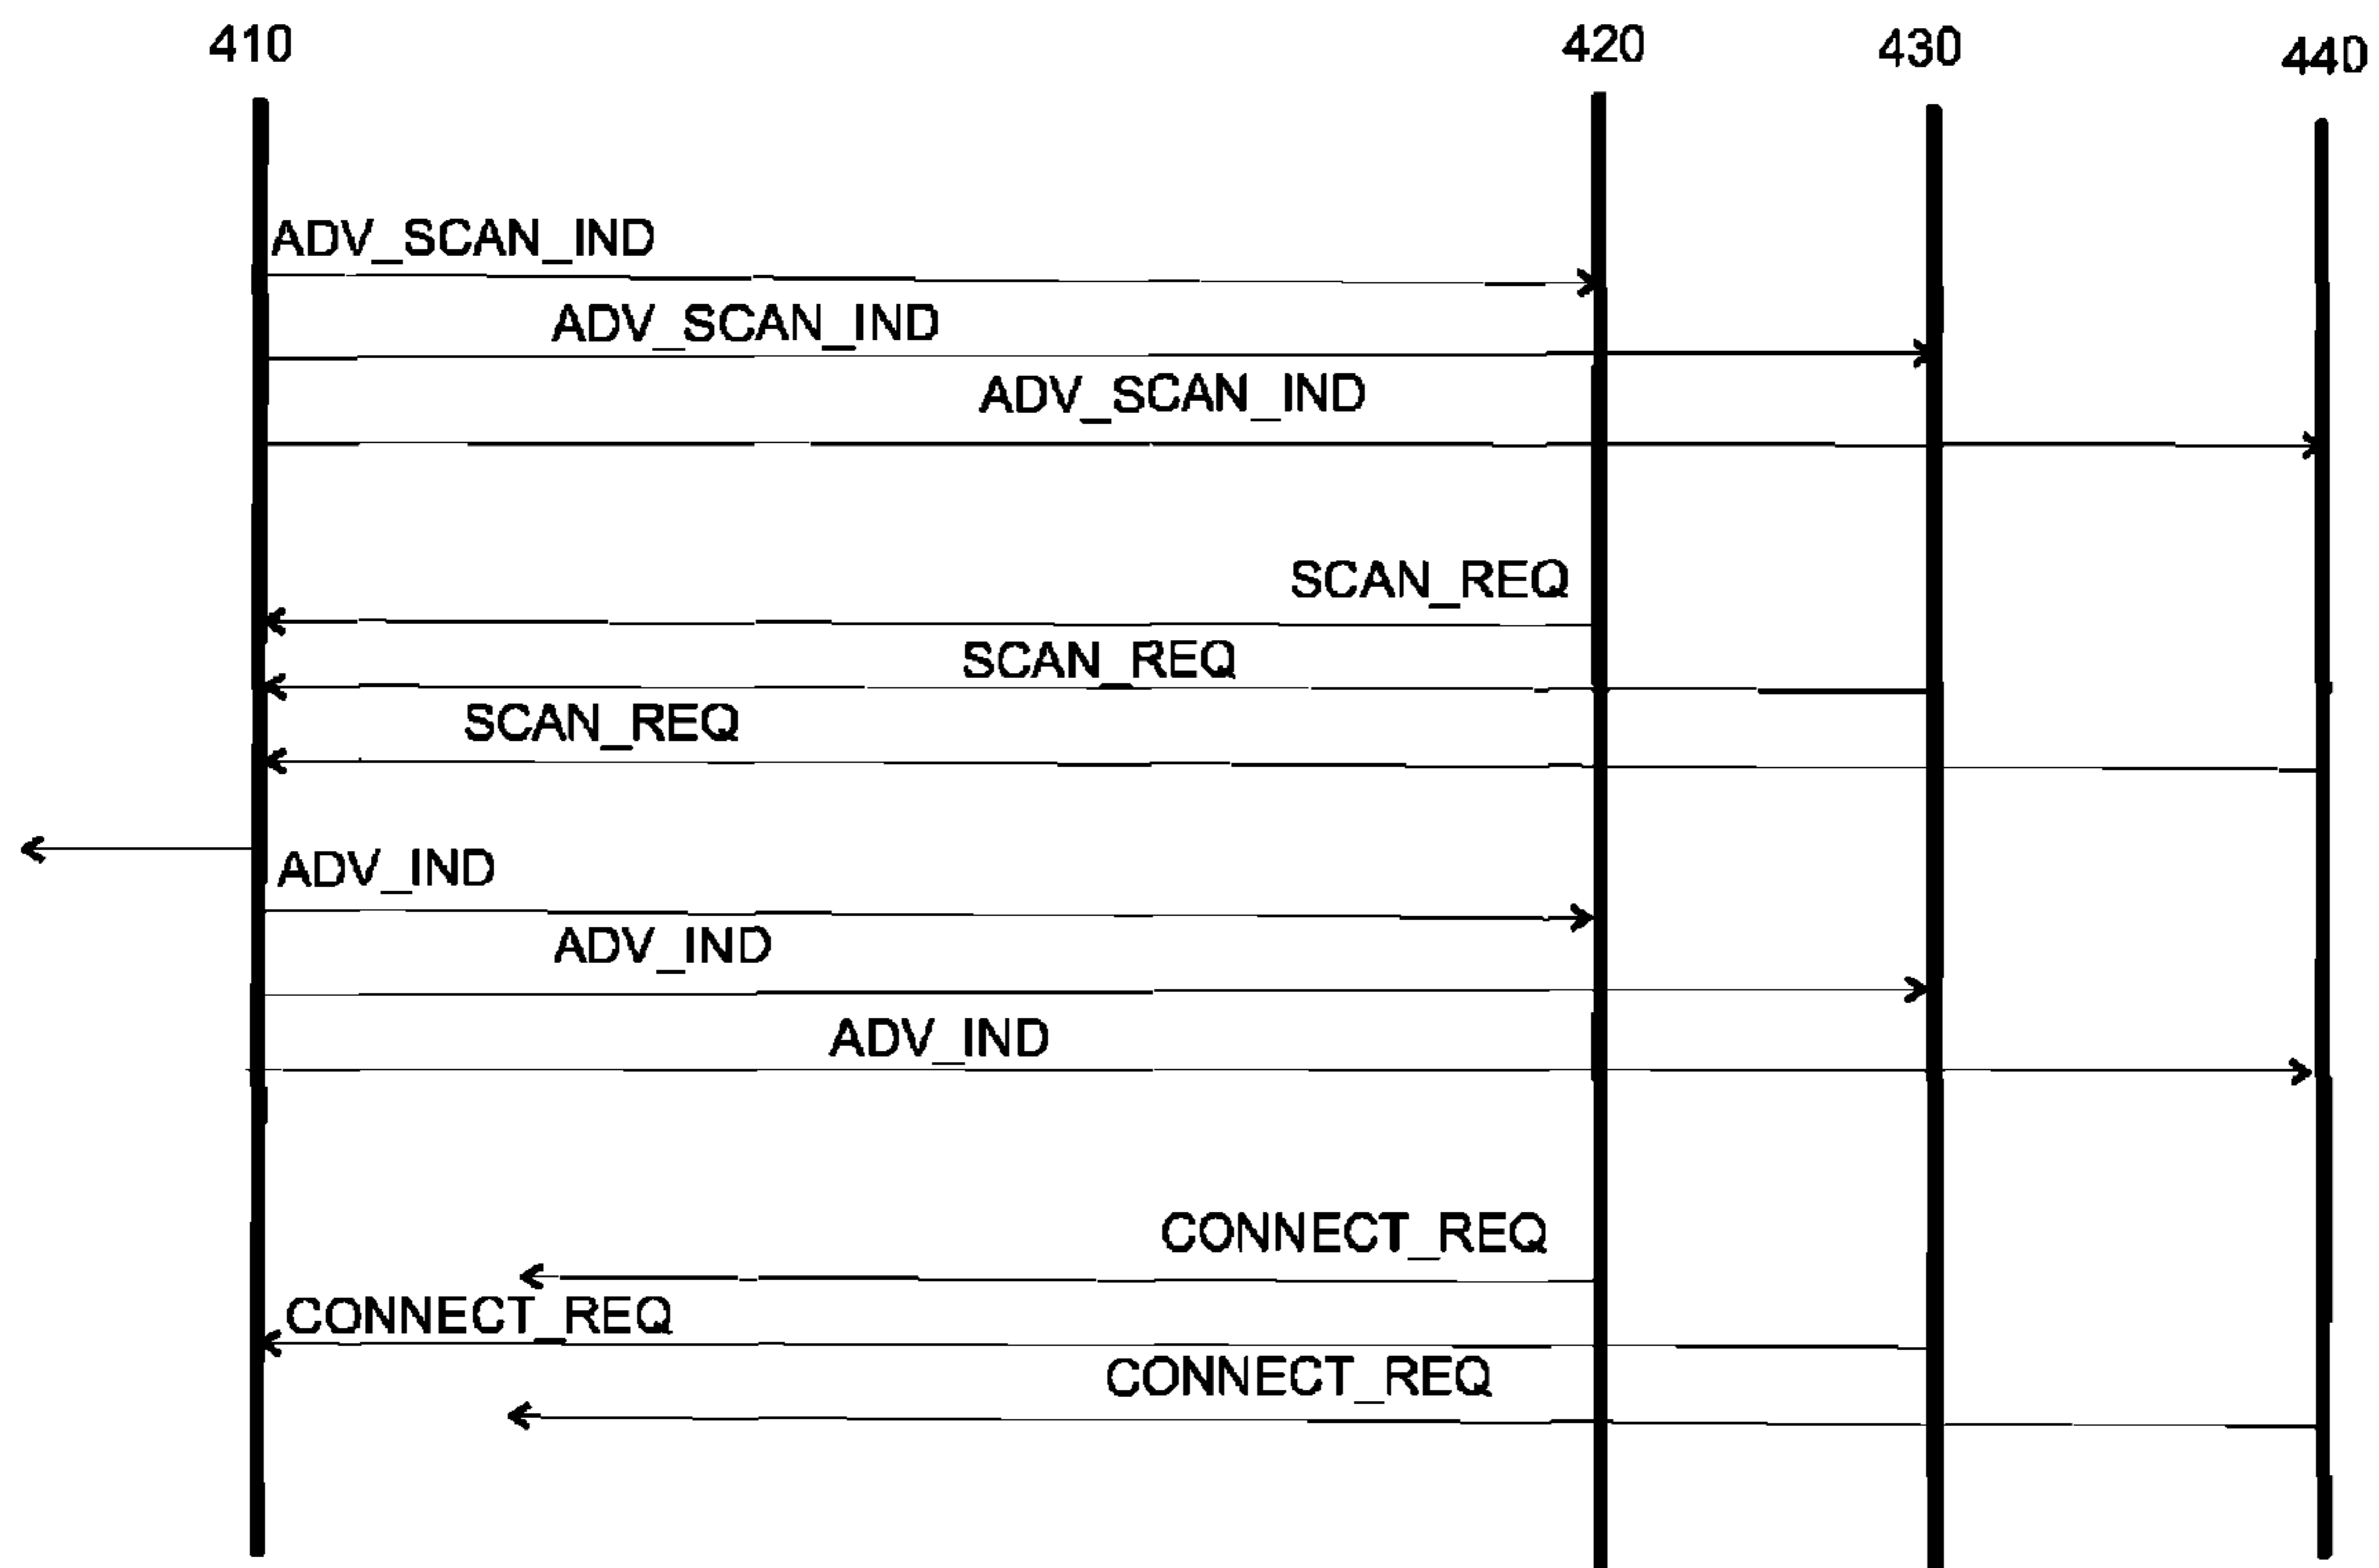 410
420
430
440
ADV_SCAN_IND
ADV_SCAN_IND
ADV_SCAN_IND
SCAN_REQ
SCAN_REQ
SCAN_REQ
ADV_IND
ADV_IND
ADV_IND
CONNECT_REQ
CONNECT_REQ
CONNECT_REQ